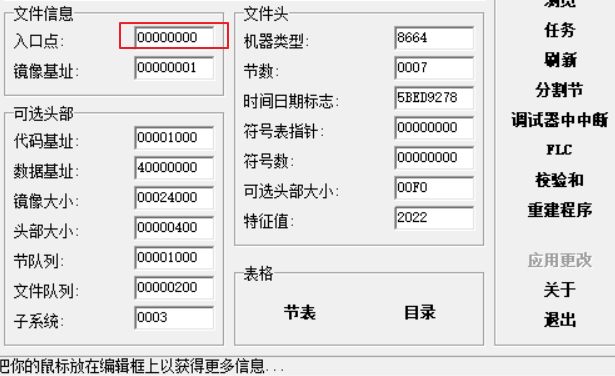 文件信息
入口点: 00000000
镜像基址: 00000001
可选头部
代码基址: 00001000
数据基址: 40000000
镜像大小: 00024000
头部大小: 00000400
节队列: 00001000
文件队列: 00000200
子系统: 0003
文件头
机器类型: 8664
节数: 0007
时间日期标志: 5BED9278
符号表指针: 00000000
符号数: 00000000
可选头部大小: 00F0
特征值: 2022
表格
节表 目录
浏览
任务
刷新
分割节
调试器中中断
FLC
校验和
重建程序
应用更改
关于
退出
把你的鼠标放在编辑框上以获得更多信息...